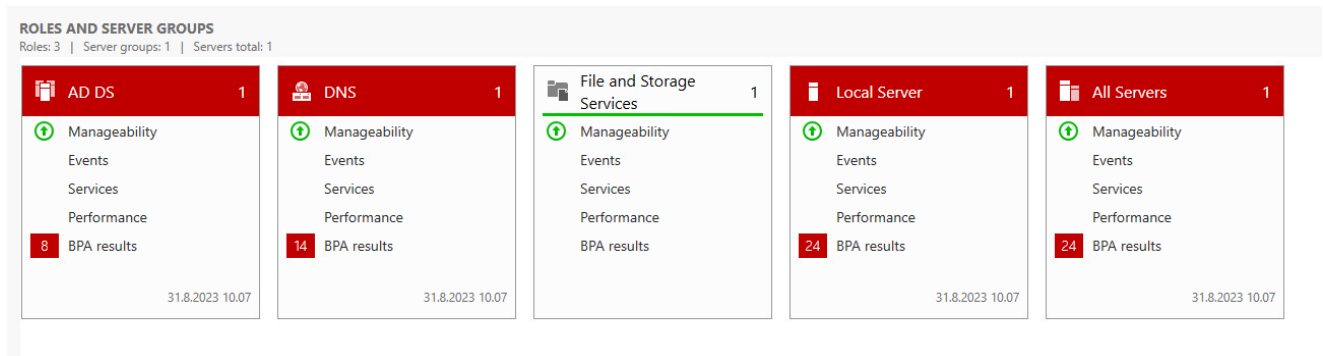 ROLES AND SERVER GROUPS
Roles: 3 | Server groups: 1 | Servers total: 1
AD DS 1
Manageability
Events
Services
Performance
8 BPA results
31.8.2023 10.07
DNS 1
Manageability
Events
Services
Performance
14 BPA results
31.8.2023 10.07
File and Storage
Services 1
Manageability
Events
Services
Performance
BPA results
Local Server 1
Manageability
Events
Services
Performance
24 BPA results
31.8.2023 10.07
All Servers 1
Manageability
Events
Services
Performance
24 BPA results
31.8.2023 10.07